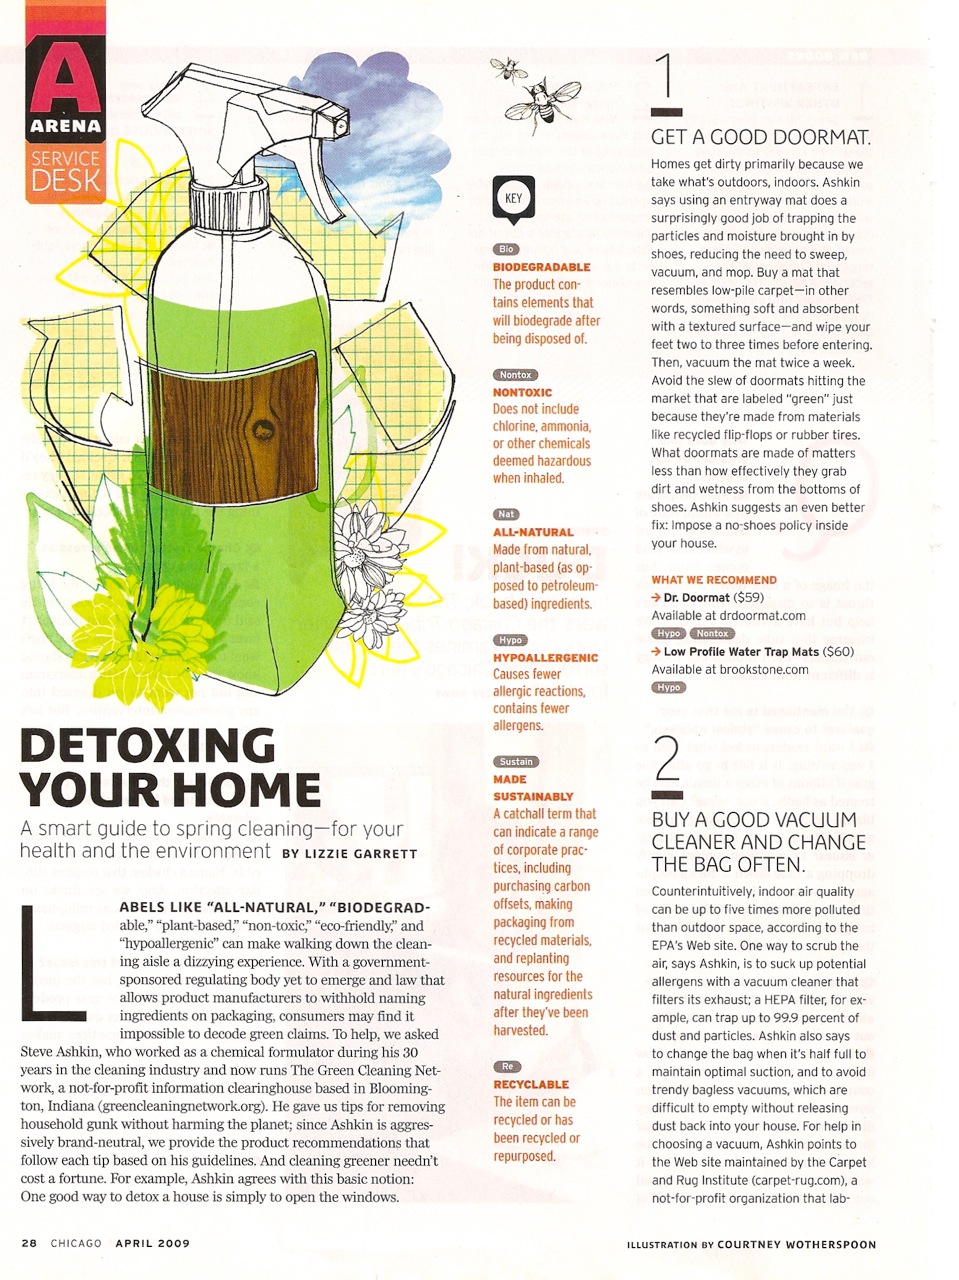 A
ARENA
SERVICE
DESK
DETOXING
YOUR HOME
A smart guide to spring cleaning—for your
health and the environment BY LIZZIE GARRETT
LABELS LIKE “ALL-NATURAL,” “BIODEGRAD-
able,” “plant-based,” “non-toxic,” “eco-friendly,” and
“hypoallergenic” can make walking down the clean-
ing aisle a dizzying experience. With a government-
sponsored regulating body yet to emerge and law that
allows product manufacturers to withhold naming
ingredients on packaging, consumers may find it
impossible to decode green claims. To help, we asked
Steve Ashkin, who worked as a chemical formulator during his 30
years in the cleaning industry and now runs The Green Cleaning Net-
work, a not-for-profit information clearinghouse based in Blooming-
ton, Indiana (greencleaningnetwork.org). He gave us tips for removing
household gunk without harming the planet; since Ashkin is aggres-
sively brand-neutral, we provide the product recommendations that
follow each tip based on his guidelines. And cleaning greener needn’t
cost a fortune. For example, Ashkin agrees with this basic notion:
One good way to detox a house is simply to open the windows.
KEY
Bio
BIODEGRADABLE
The product con-
tains elements that
will biodegrade after
being disposed of.
Nontox
NONTOXIC
Does not include
chlorine, ammonia,
or other chemicals
deemed hazardous
when inhaled.
Nat
ALL-NATURAL
Made from natural,
plant-based (as op-
posed to petroleum-
based) ingredients.
Hypo
HYPOALLERGENIC
Causes fewer
allergic reactions,
contains fewer
allergens.
Sustain
MADE
SUSTAINABLY
A catchall term that
can indicate a range
of corporate prac-
tices, including
purchasing carbon
offsets, making
packaging from
recycled materials,
and replanting
resources for the
natural ingredients
after they’ve been
harvested.
Re
RECYCLABLE
The item can be
recycled or has
been recycled or
repurposed.
1
GET A GOOD DOORMAT.
Homes get dirty primarily because we
take what’s outdoors, indoors. Ashkin
says using an entryway mat does a
surprisingly good job of trapping the
particles and moisture brought in by
shoes, reducing the need to sweep,
vacuum, and mop. Buy a mat that
resembles low-pile carpet—in other
words, something soft and absorbent
with a textured surface—and wipe your
feet two to three times before entering.
Then, vacuum the mat twice a week.
Avoid the slew of doormats hitting the
market that are labeled “green” just
because they’re made from materials
like recycled flip-flops or rubber tires.
What doormats are made of matters
less than how effectively they grab
dirt and wetness from the bottoms of
shoes. Ashkin suggests an even better
fix: Impose a no-shoes policy inside
your house.
WHAT WE RECOMMEND
→ Dr. Doormat ($59)
Available at drdoormat.com
Hypo Nontox
→ Low Profile Water Trap Mats ($60)
Available at brookstone.com
Hypo
2
BUY A GOOD VACUUM
CLEANER AND CHANGE
THE BAG OFTEN.
Counterintuitively, indoor air quality
can be up to five times more polluted
than outdoor space, according to the
EPA’s Web site. One way to scrub the
air, says Ashkin, is to suck up potential
allergens with a vacuum cleaner that
filters its exhaust; a HEPA filter, for ex-
ample, can trap up to 99.9 percent of
dust and particles. Ashkin also says
to change the bag when it’s half full to
maintain optimal suction, and to avoid
trendy bagless vacuums, which are
difficult to empty without releasing
dust back into your house. For help in
choosing a vacuum, Ashkin points to
the Web site maintained by the Carpet
and Rug Institute (carpet-rug.com), a
not-for-profit organization that lab-
28 CHICAGO APRIL 2009
ILLUSTRATION BY COURTNEY WOTHERSPOON